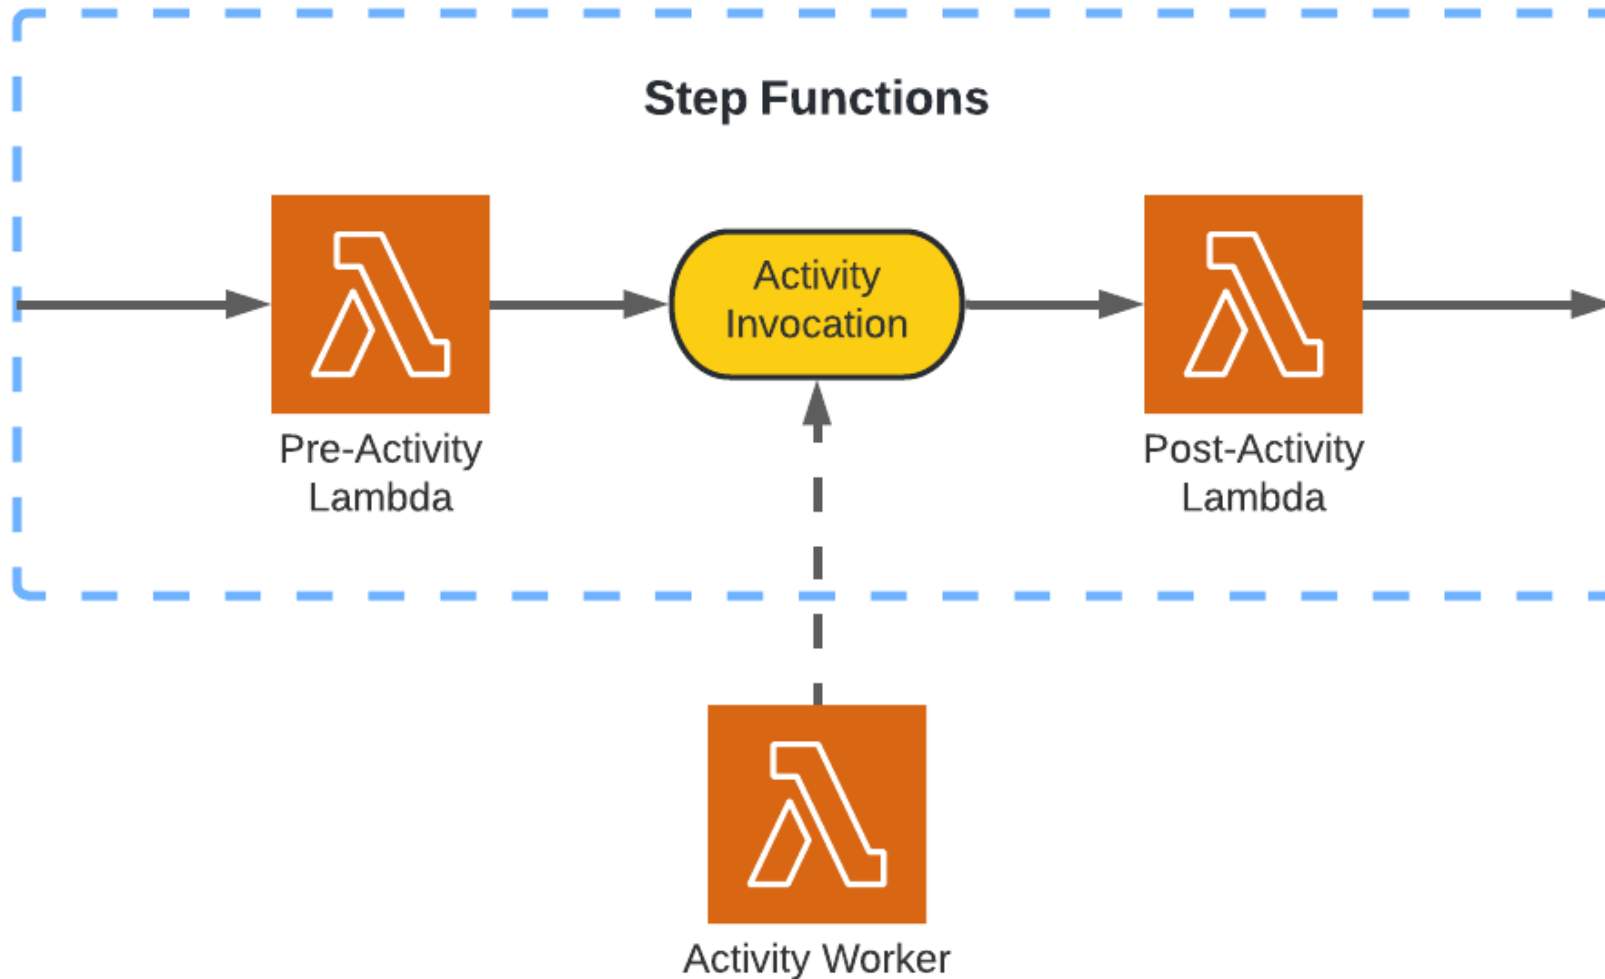 Step Functions
Activity
Invocation
Pre-Activity
Lambda
Post-Activity
Lambda
Activity Worker